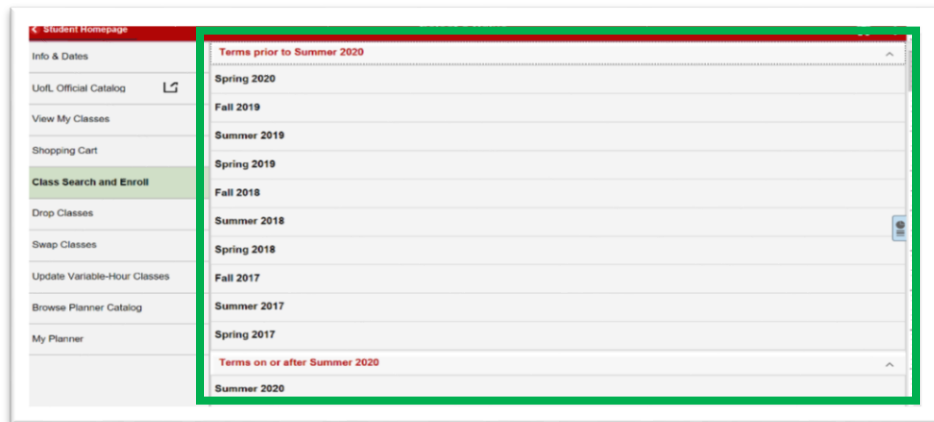 Student Homepage
Info & Dates
UofL Official Catalog
View My Classes
Shopping Cart
Class Search and Enroll
Drop Classes
Swap Classes
Update Variable-Hour Classes
Browse Planner Catalog
My Planner
Terms prior to Summer 2020
Spring 2020
Fall 2019
Summer 2019
Spring 2019
Fall 2018
Summer 2018
Spring 2018
Fall 2017
Summer 2017
Spring 2017
Terms on or after Summer 2020
Summer 2020